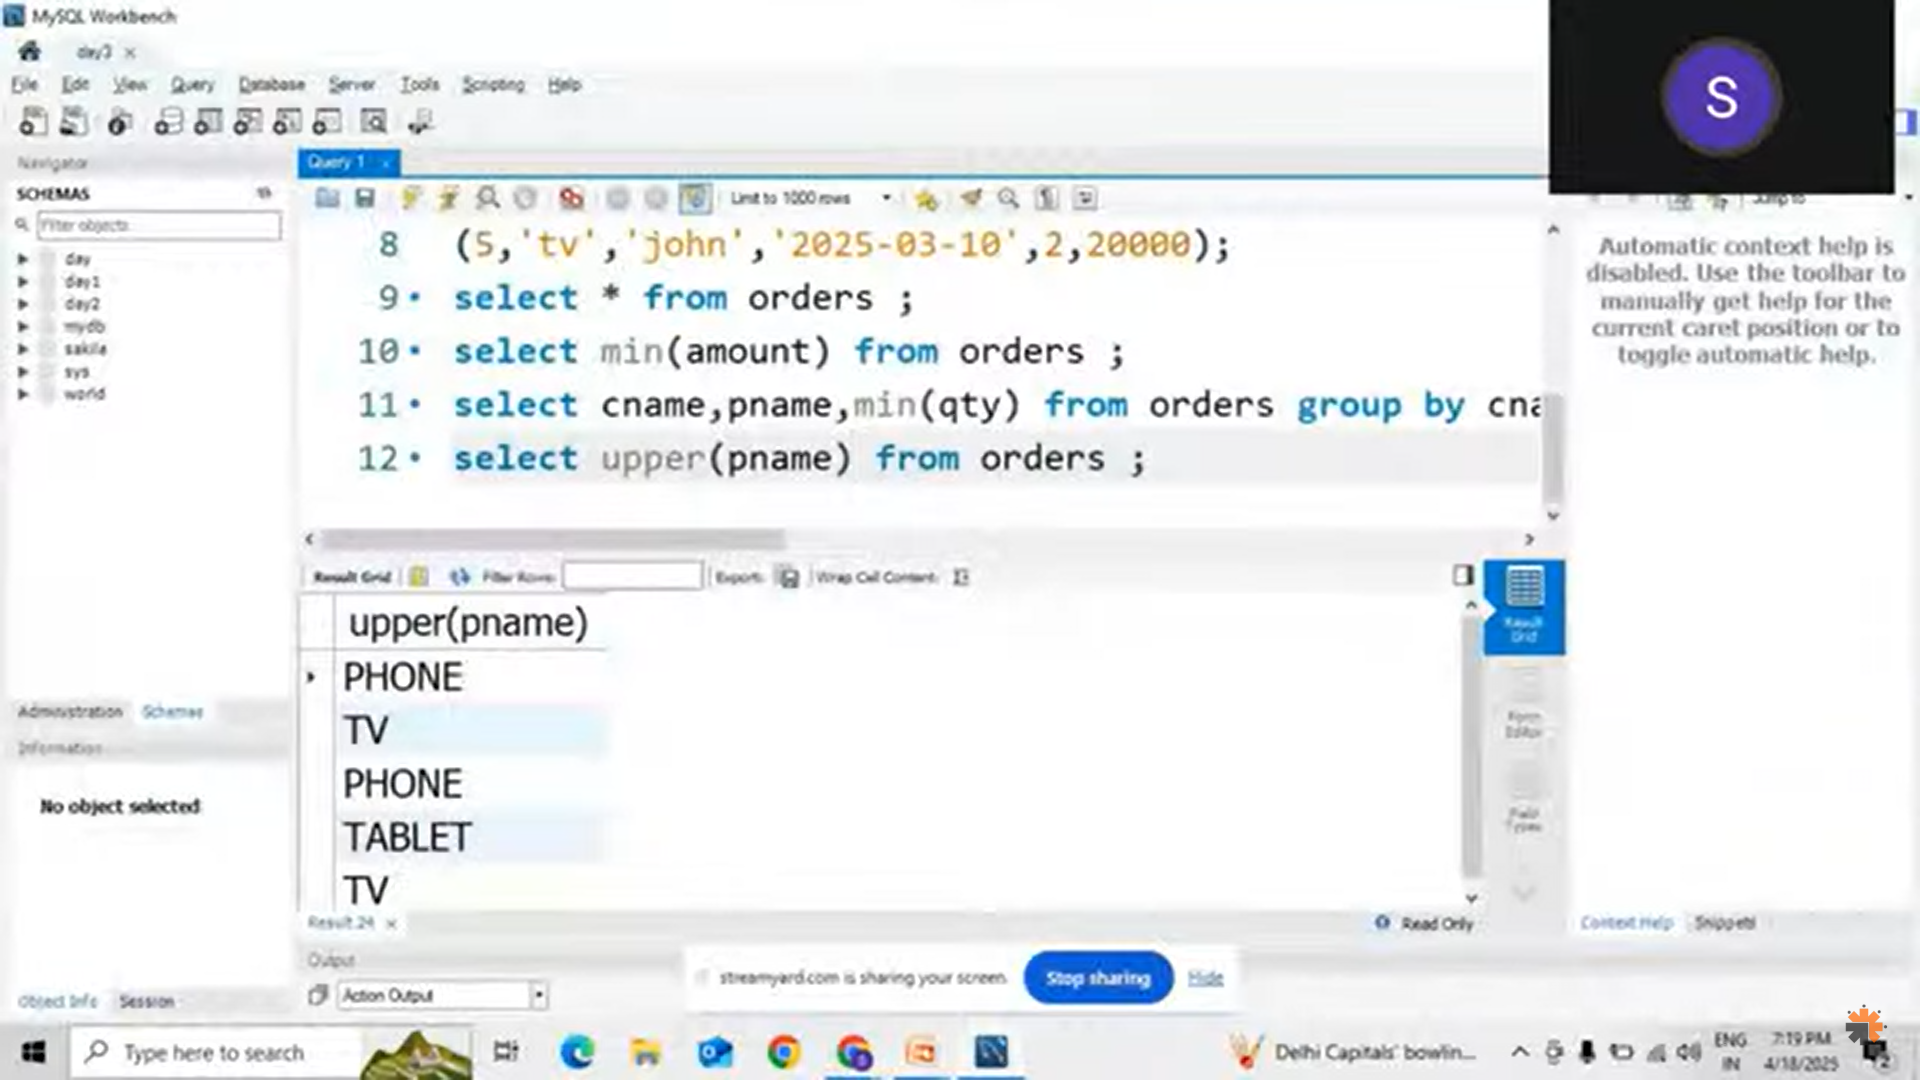 MySQL Workbench
day3 ×
File Edit View Query Database Server Tools Scripting Help
Navigator
SCHEMAS
Filter objects
day
day1
day2
mydb
sakila
sys
world
Administration Schemas
Information
No object selected
Object Info Session
Query 1
Limit to 1000 rows
8 (5,'tv','john','2025-03-10',2,20000);
9 select * from orders ;
10 select min(amount) from orders ;
11 select cname,pname,min(qty) from orders group by cna
12 select upper(pname) from orders ;
Result Grid Filter Rows: Export: Wrap Cell Content:
upper(pname)
PHONE
TV
PHONE
TABLET
TV
Result 24 ×
Read Only
Result
Grid
Form
Editor
Field
Types
Output
Action Output
S
Jump to
Automatic context help is
disabled. Use the toolbar to
manually get help for the
current caret position or to
toggle automatic help.
Context Help Snippets
streamyard.com is sharing your screen. Stop sharing Hide
Type here to search
Delhi Capitals' bowlin...
ENG
IN
7:19 PM
4/18/2025
2